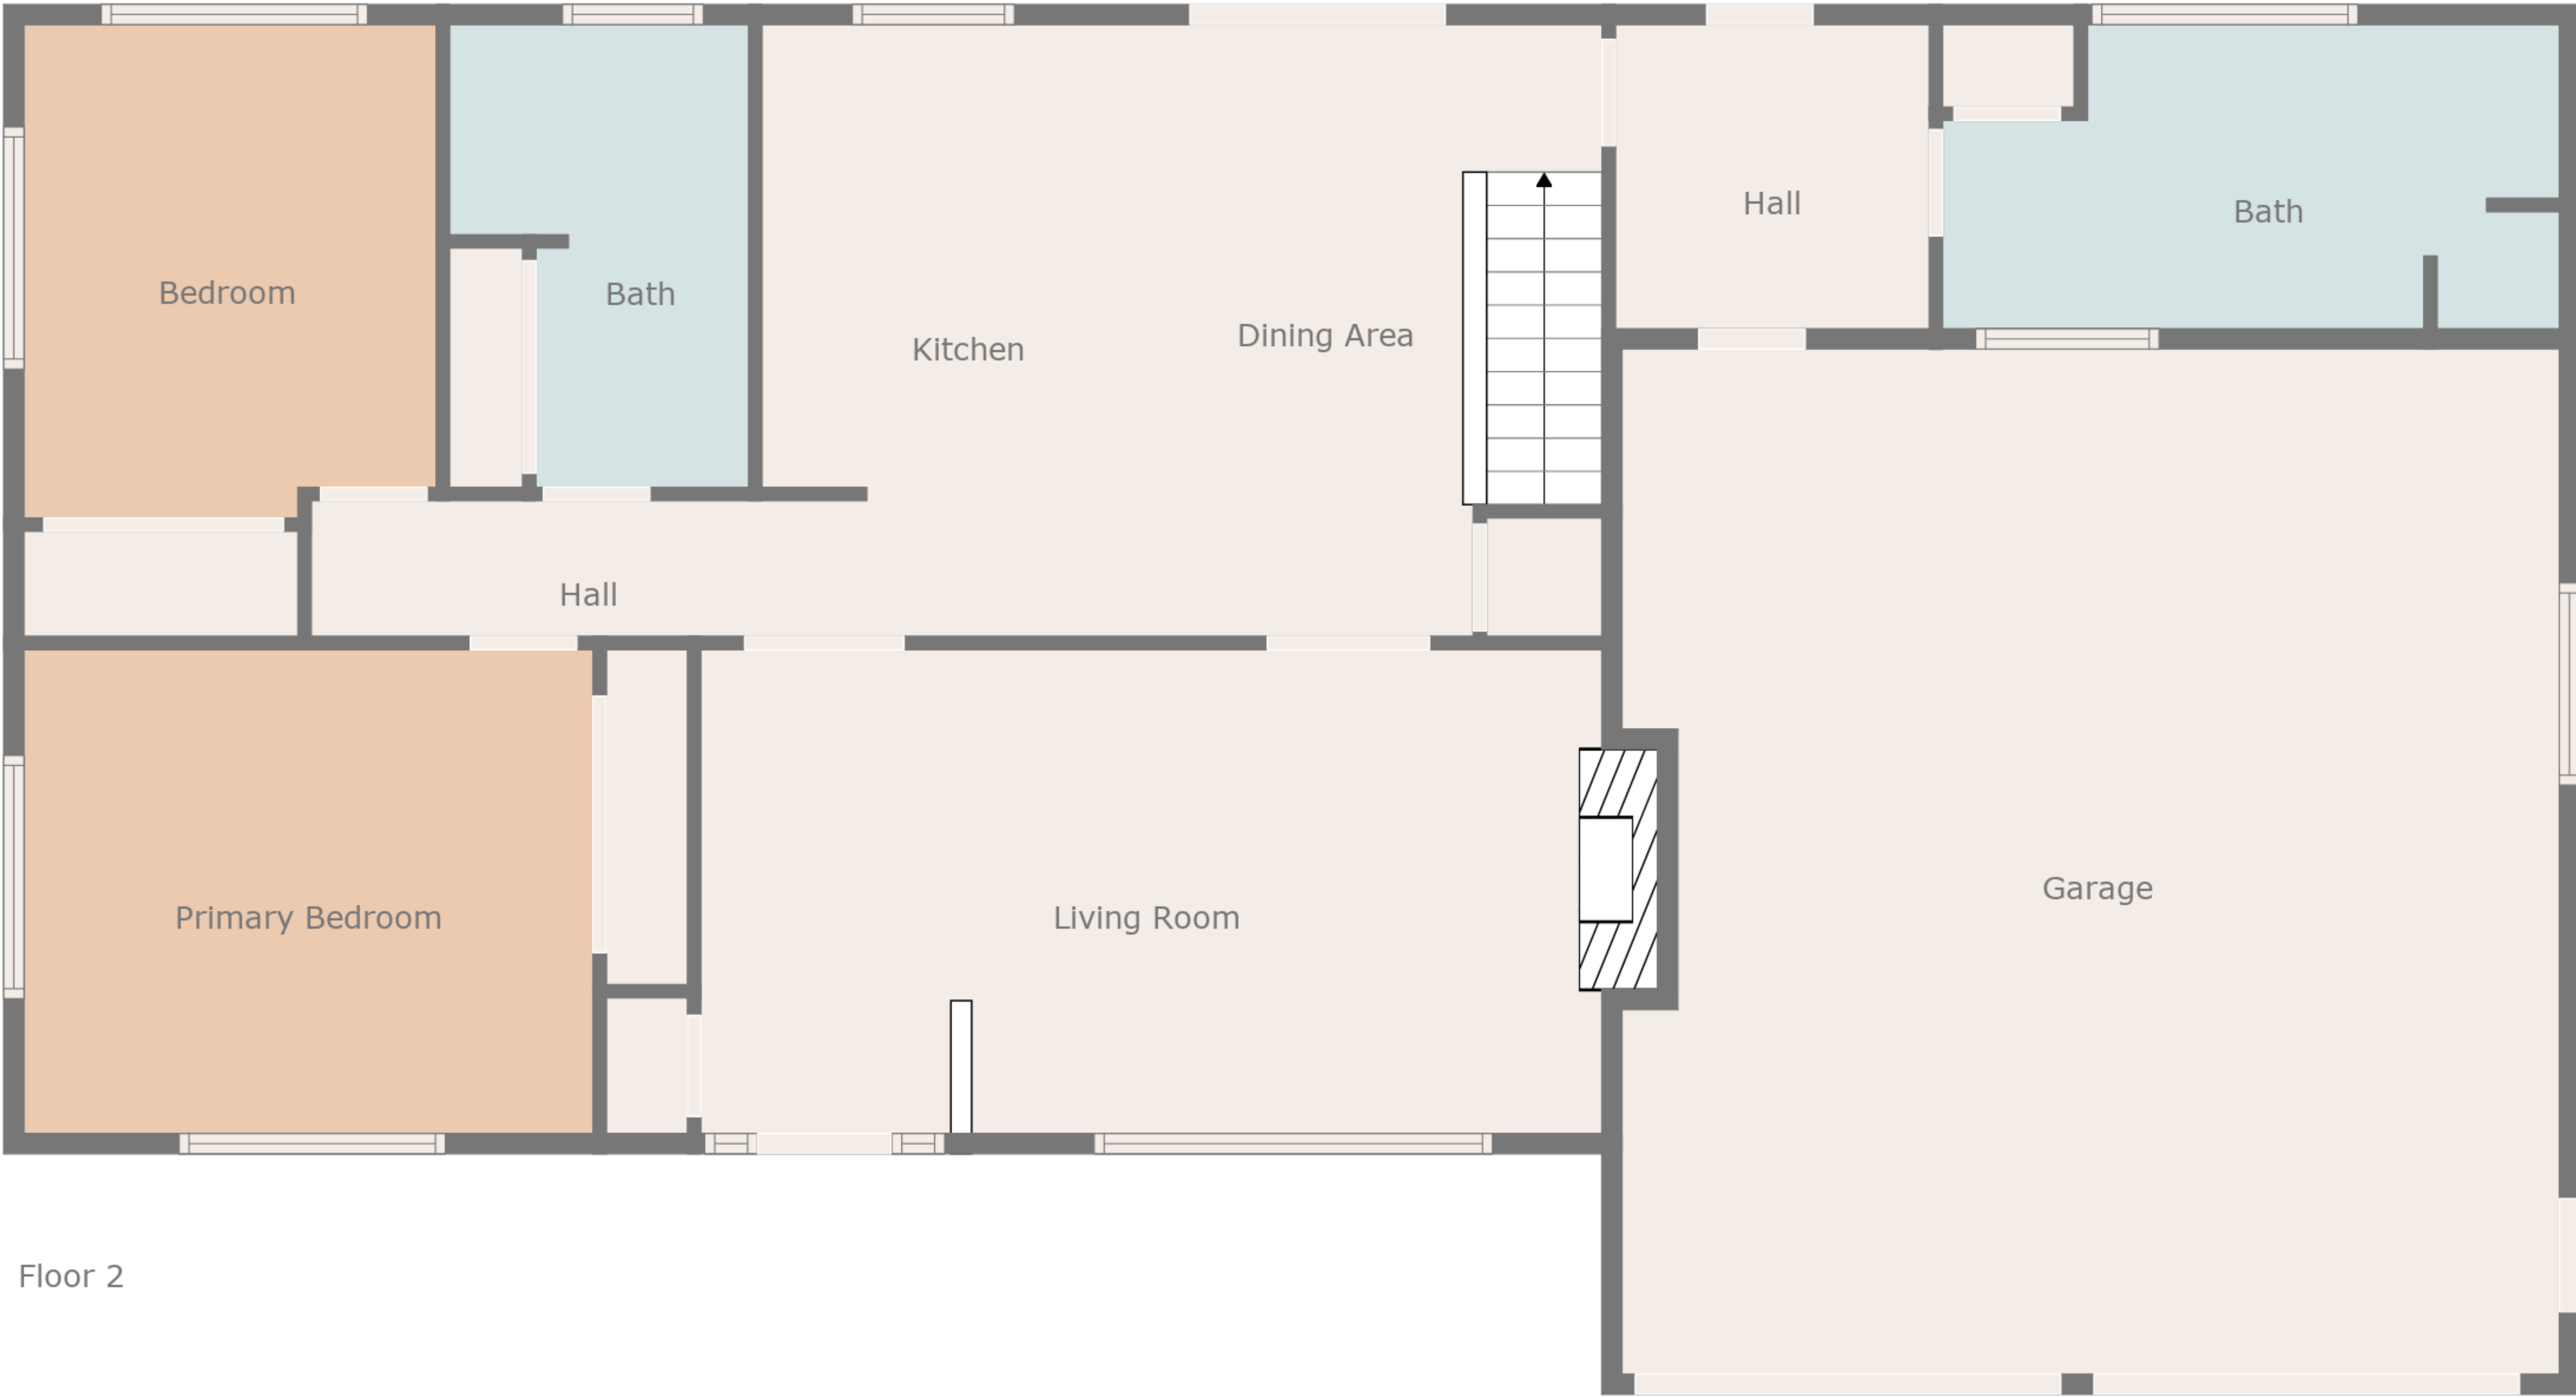 Hall
Bath
Bedroom
Bath
Kitchen
Dining Area
Hall
Primary Bedroom
Living Room
Garage
Floor 2